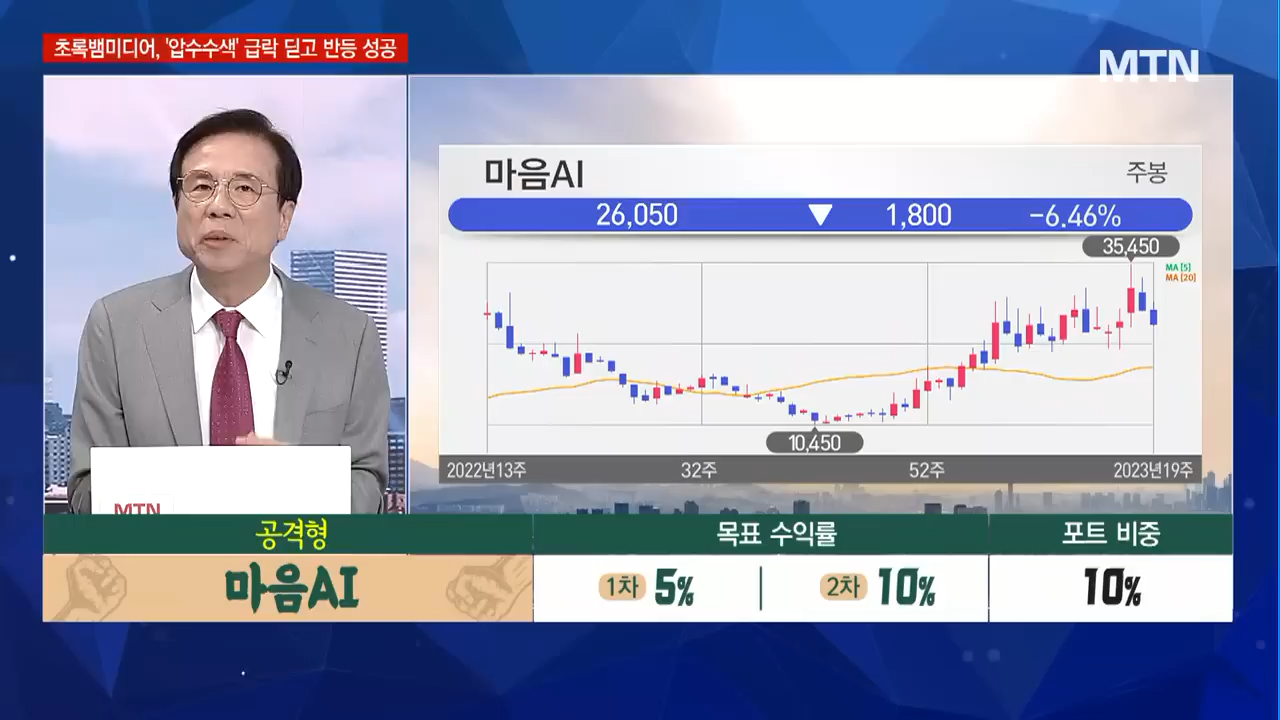 초록뱀미디어, '압수수색' 급락 딛고 반등 성공
MTN
마음AI
주봉
26,050 ▼ 1,800 -6.46%
35,450
MA [5]
MA [20]
10,450
2022년13주 32주 52주 2023년19주
MTN
공격형 목표 수익률 포트 비중
마음AI 1차 5% 2차 10% 10%